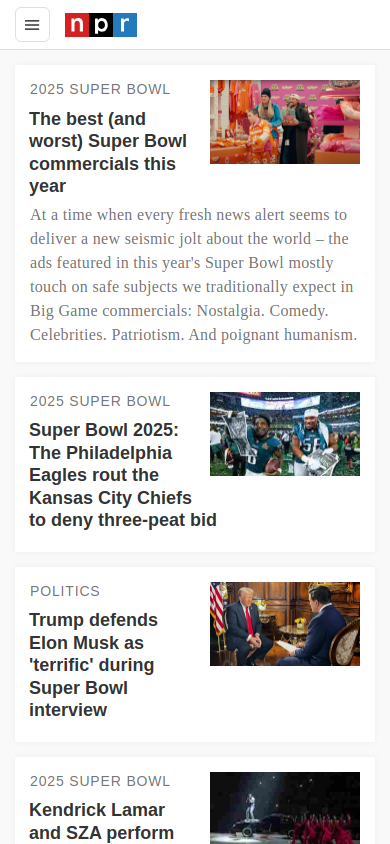 npr
2025 SUPER BOWL
The best (and
worst) Super Bowl
commercials this
year
At a time when every fresh news alert seems to
deliver a new seismic jolt about the world – the
ads featured in this year's Super Bowl mostly
touch on safe subjects we traditionally expect in
Big Game commercials: Nostalgia. Comedy.
Celebrities. Patriotism. And poignant humanism.
2025 SUPER BOWL
Super Bowl 2025:
The Philadelphia
Eagles rout the
Kansas City Chiefs
to deny three-peat bid
POLITICS
Trump defends
Elon Musk as
'terrific' during
Super Bowl
interview
2025 SUPER BOWL
Kendrick Lamar
and SZA perform